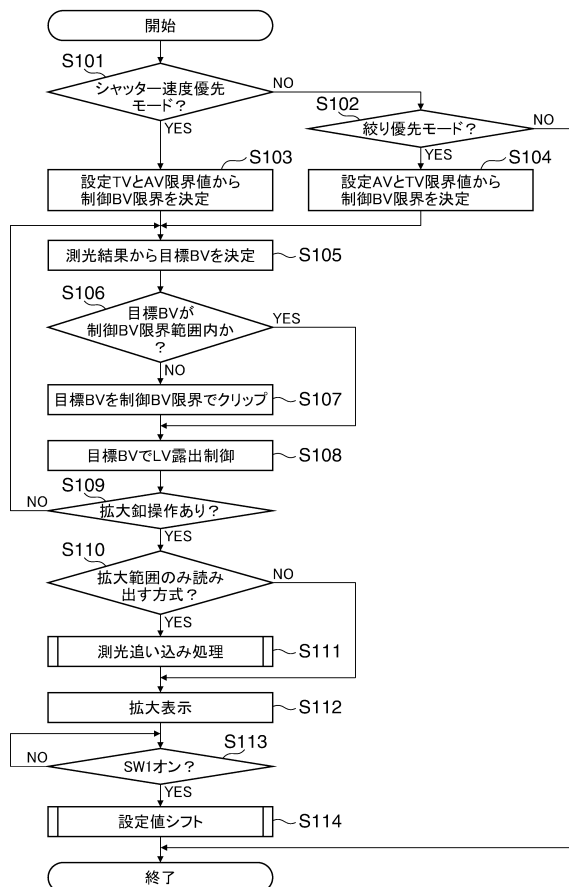 開始
S101
シャッター速度優先
モード？
NO
YES
S102
絞り優先モード？
NO
YES
S103
設定TVとAV限界値から
制御BV限界を決定
S104
設定AVとTV限界値から
制御BV限界を決定
測光結果から目標BVを決定
S105
S106
目標BVが
制御BV限界範囲内か
？
YES
NO
目標BVを制御BV限界でクリップ
S107
目標BVでLV露出制御
S108
S109
NO
拡大釦操作あり？
YES
S110
拡大範囲のみ読み
出す方式？
NO
YES
測光追い込み処理
S111
拡大表示
S112
S113
NO
SW1オン？
YES
設定値シフト
S114
終了